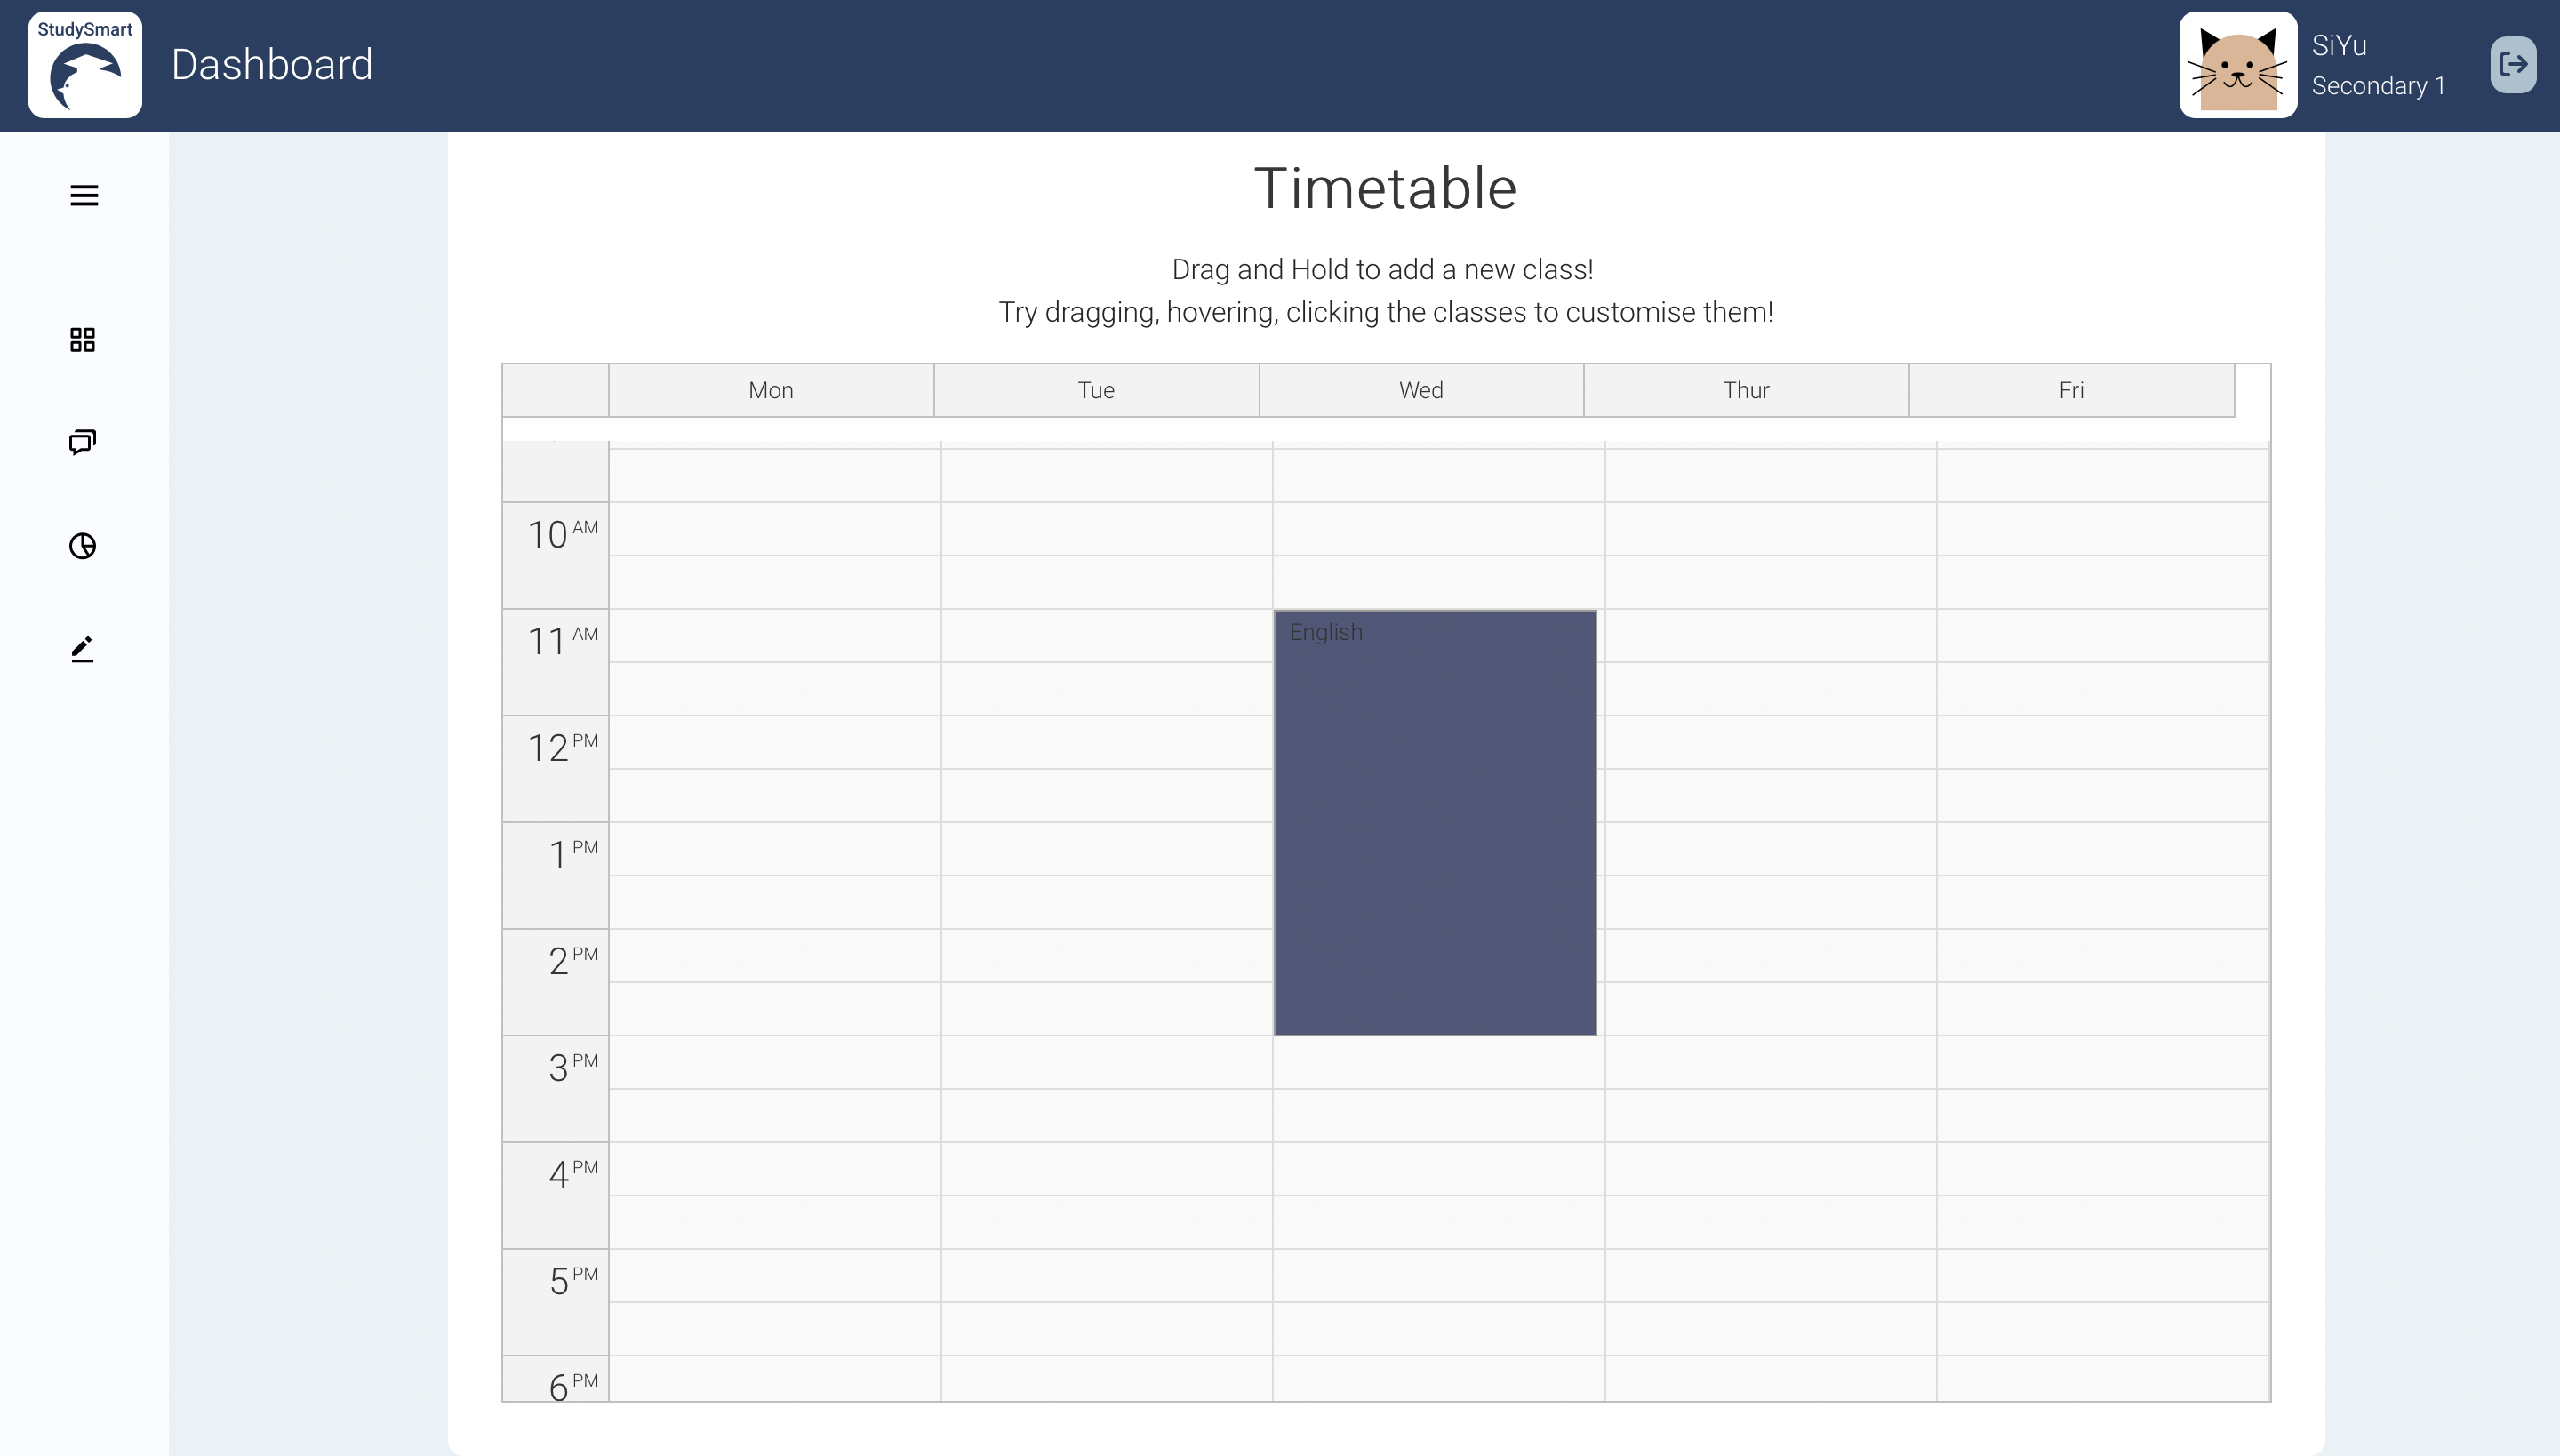 StudySmart
Dashboard
SiYu
Secondary 1
Timetable
Drag and Hold to add a new class!
Try dragging, hovering, clicking the classes to customise them!
Mon Tue Wed Thur Fri
10 AM
11 AM
English
12 PM
1 PM
2 PM
3 PM
4 PM
5 PM
6 PM